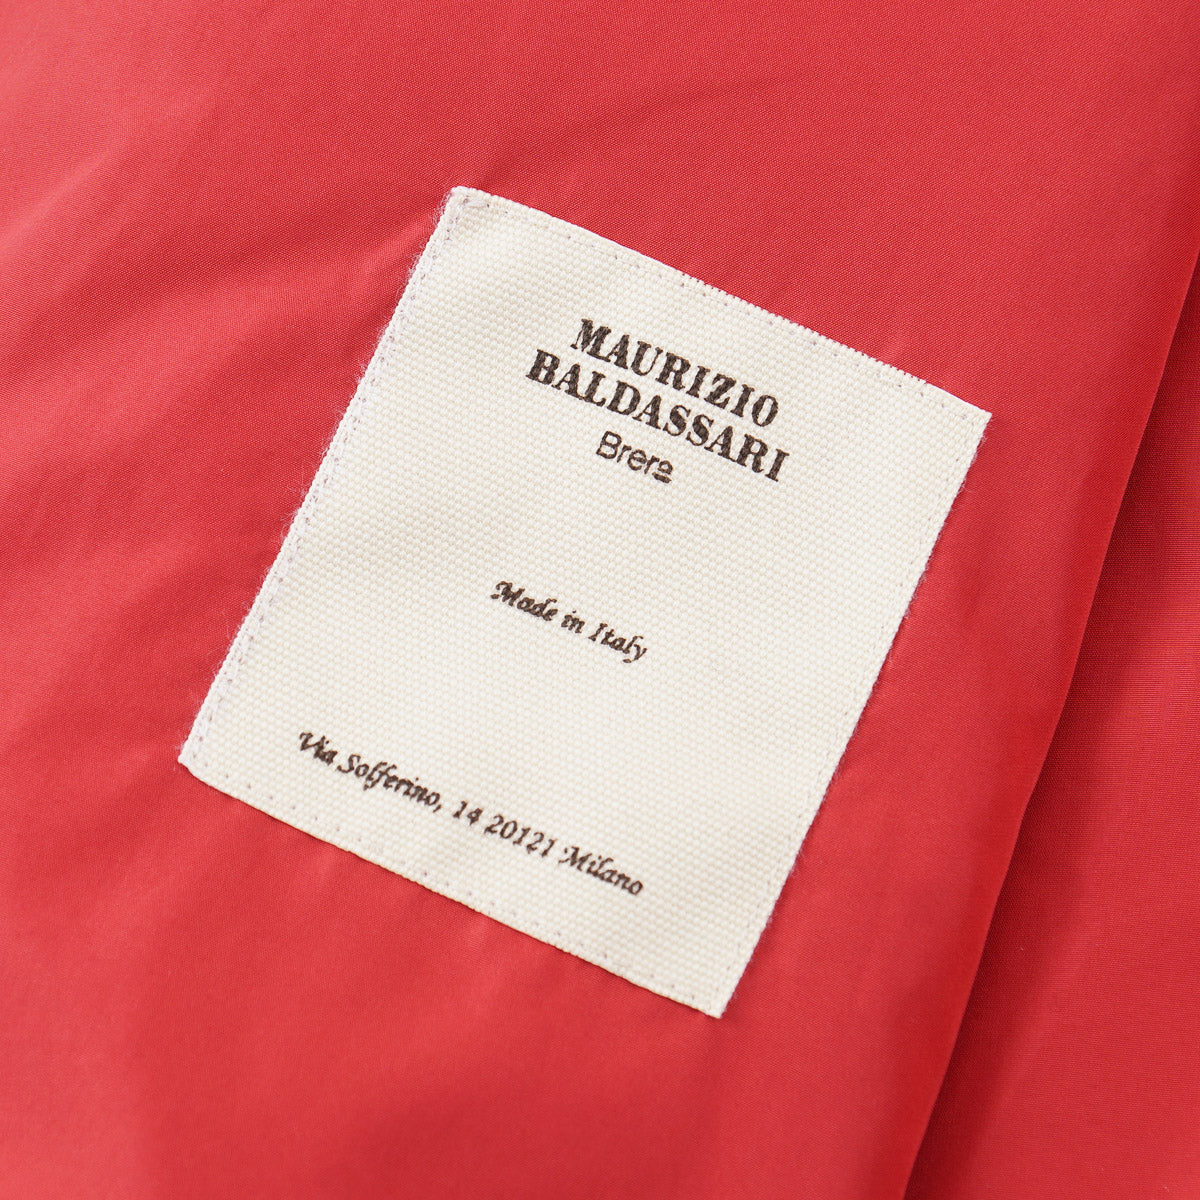 MAURIZIO
BALDASSARI
Brera
Made in Italy
Via Solferino, 14 20121 Milano